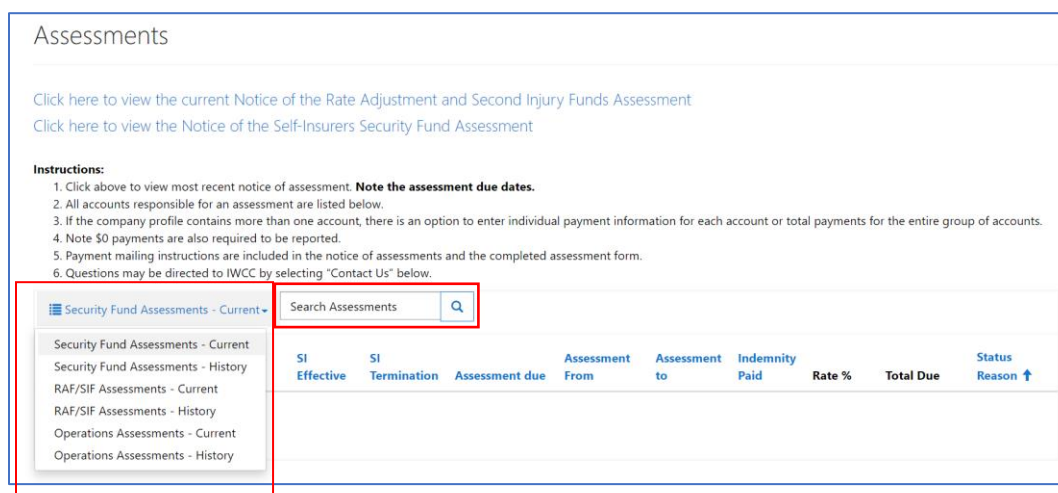 Assessments
Click here to view the current Notice of the Rate Adjustment and Second Injury Funds Assessment
Click here to view the Notice of the Self-Insurers Security Fund Assessment
Instructions:
1. Click above to view most recent notice of assessment. Note the assessment due dates.
2. All accounts responsible for an assessment are listed below.
3. If the company profile contains more than one account, there is an option to enter individual payment information for each account or total payments for the entire group of accounts.
4. Note $0 payments are also required to be reported.
5. Payment mailing instructions are included in the notice of assessments and the completed assessment form.
6. Questions may be directed to IWCC by selecting "Contact Us" below.
Security Fund Assessments - Current
Search Assessments
Security Fund Assessments - Current
Security Fund Assessments - History
RAF/SIF Assessments - Current
RAF/SIF Assessments - History
Operations Assessments - Current
Operations Assessments - History
SI Effective
SI Termination
Assessment due
Assessment From
Assessment to
Indemnity Paid
Rate %
Total Due
Status Reason